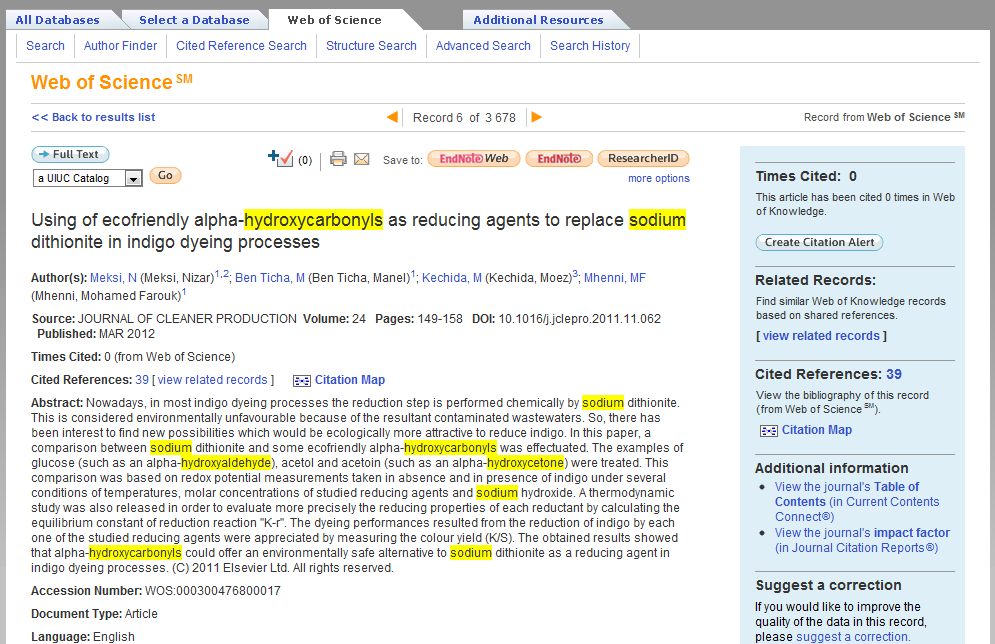 All Databases Select a Database Web of Science Additional Resources
Search Author Finder Cited Reference Search Structure Search Advanced Search Search History
Web of Science SM
<< Back to results list
Record 6 of 3 678
Record from Web of Science SM
Full Text
(0) Save to: EndNote Web EndNote ResearcherID
a UIUC Catalog Go
more options
Using of ecofriendly alpha-hydroxycarbonyls as reducing agents to replace sodium
dithionite in indigo dyeing processes
Author(s): Meksi, N (Meksi, Nizar)1,2; Ben Ticha, M (Ben Ticha, Manel)1; Kechida, M (Kechida, Moez)3; Mhenni, MF
(Mhenni, Mohamed Farouk)1
Source: JOURNAL OF CLEANER PRODUCTION Volume: 24 Pages: 149-158 DOI: 10.1016/j.jclepro.2011.11.062
Published: MAR 2012
Times Cited: 0 (from Web of Science)
Cited References: 39 [ view related records ] Citation Map
Abstract: Nowadays, in most indigo dyeing processes the reduction step is performed chemically by sodium dithionite.
This is considered environmentally unfavourable because of the resultant contaminated wastewaters. So, there has
been interest to find new possibilities which would be ecologically more attractive to reduce indigo. In this paper, a
comparison between sodium dithionite and some ecofriendly alpha-hydroxycarbonyls was effectuated. The examples of
glucose (such as an alpha-hydroxyaldehyde), acetol and acetoin (such as an alpha-hydroxycetone) were treated. This
comparison was based on redox potential measurements taken in absence and in presence of indigo under several
conditions of temperatures, molar concentrations of studied reducing agents and sodium hydroxide. A thermodynamic
study was also released in order to evaluate more precisely the reducing properties of each reductant by calculating the
equilibrium constant of reduction reaction "K-r". The dyeing performances resulted from the reduction of indigo by each
one of the studied reducing agents were appreciated by measuring the colour yield (K/S). The obtained results showed
that alpha-hydroxycarbonyls could offer an environmentally safe alternative to sodium dithionite as a reducing agent in
indigo dyeing processes. (C) 2011 Elsevier Ltd. All rights reserved.
Accession Number: WOS:000300476800017
Document Type: Article
Language: English
Times Cited: 0
This article has been cited 0 times in Web
of Knowledge.
Create Citation Alert
Related Records:
Find similar Web of Knowledge records
based on shared references.
[ view related records ]
Cited References: 39
View the bibliography of this record
(from Web of Science SM).
Citation Map
Additional information
• View the journal's Table of
Contents (in Current Contents
Connect®)
• View the journal's impact factor
(in Journal Citation Reports®)
Suggest a correction
If you would like to improve the
quality of the data in this record,
please suggest a correction.